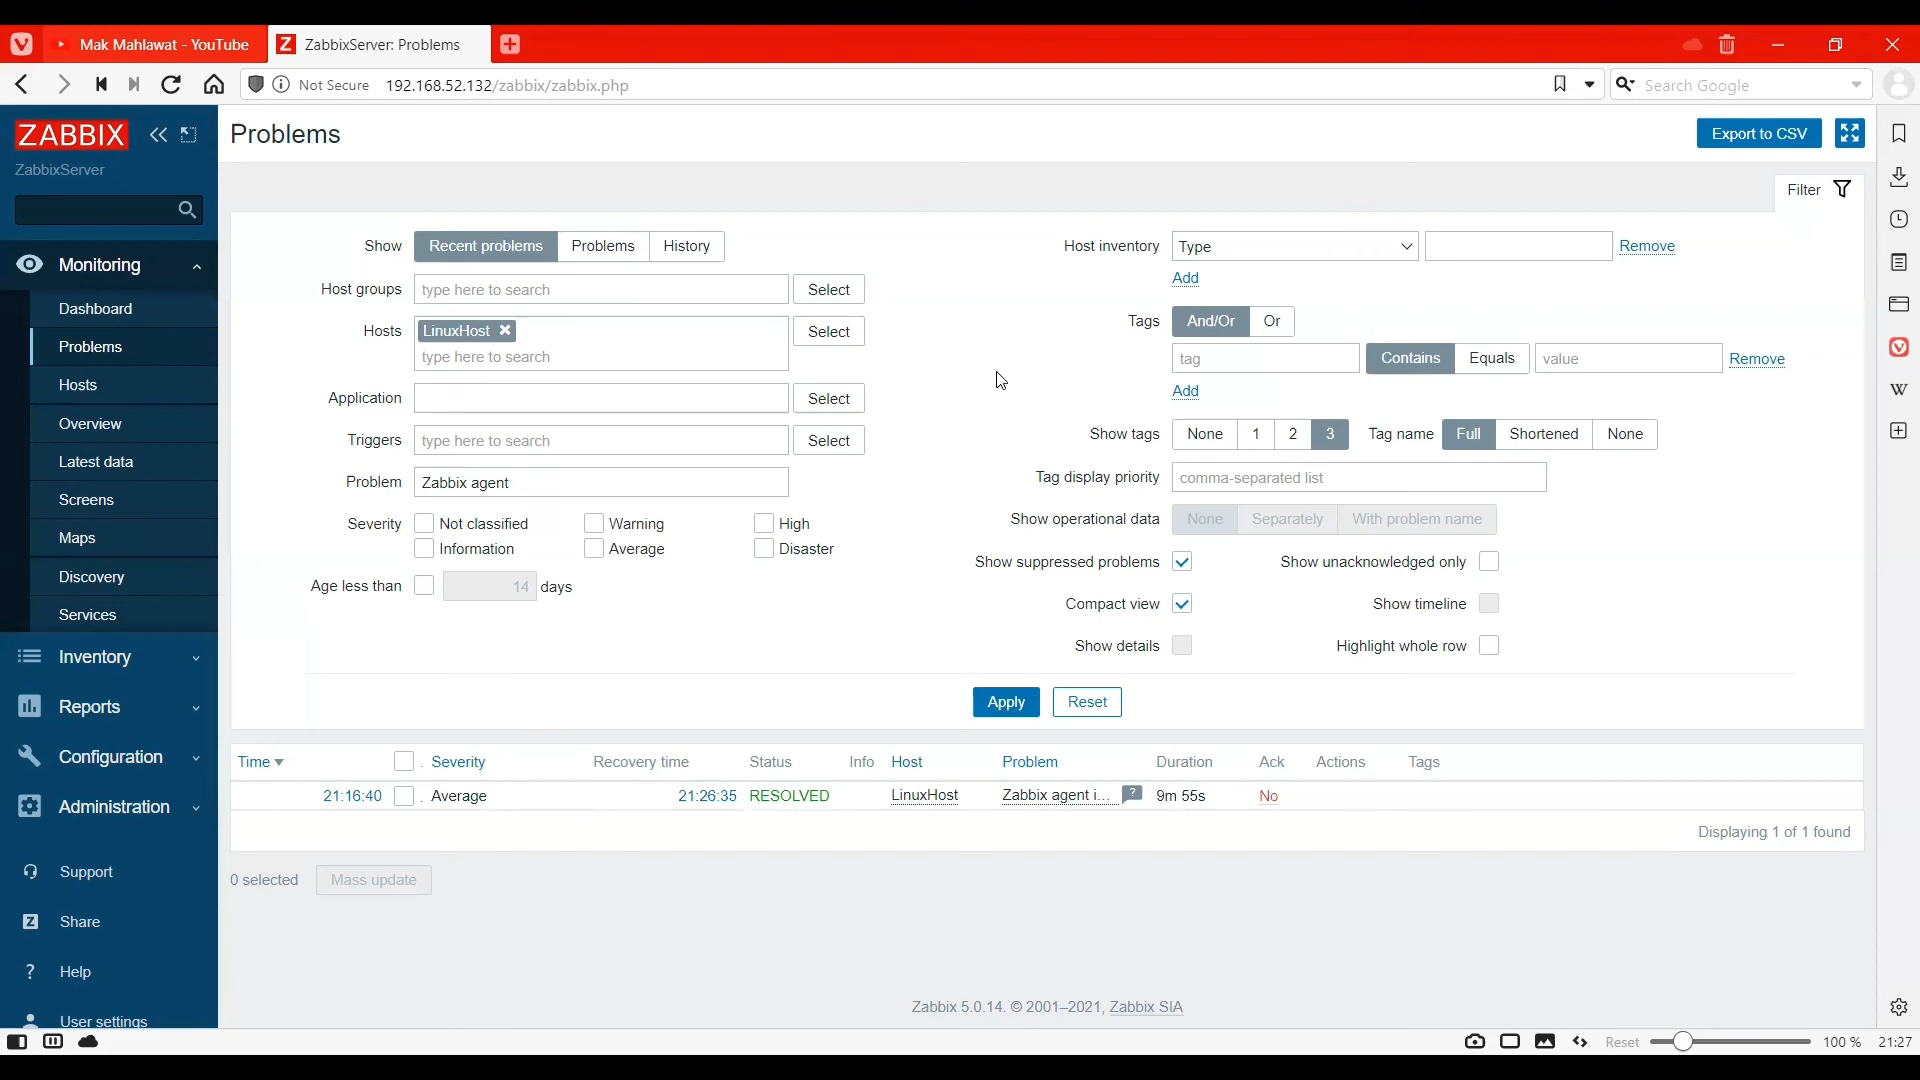 Mak Mahlawat - YouTube
ZabbixServer: Problems
Not Secure 192.168.52.132/zabbix/zabbix.php
Search Google
ZABBIX
ZabbixServer
Problems
Export to CSV
Filter
Monitoring
Dashboard
Problems
Hosts
Overview
Latest data
Screens
Maps
Discovery
Services
Inventory
Reports
Configuration
Administration
Support
Share
Help
User settings
Show Recent problems Problems History
Host groups type here to search Select
Hosts LinuxHost Select
type here to search
Application Select
Triggers type here to search Select
Problem Zabbix agent
Severity Not classified Warning High
Information Average Disaster
Age less than 14 days
Host inventory Type Remove
Add
Tags And/Or Or
tag Contains Equals value Remove
Add
Show tags None 1 2 3 Tag name Full Shortened None
Tag display priority comma-separated list
Show operational data None Separately With problem name
Show suppressed problems Show unacknowledged only
Compact view Show timeline
Show details Highlight whole row
Apply Reset
Time Severity Recovery time Status Info Host Problem Duration Ack Actions Tags
21:16:40 Average 21:26:35 RESOLVED LinuxHost Zabbix agent i... ? 9m 55s No
Displaying 1 of 1 found
0 selected Mass update
Zabbix 5.0.14. © 2001–2021, Zabbix SIA
Reset 100 % 21:27